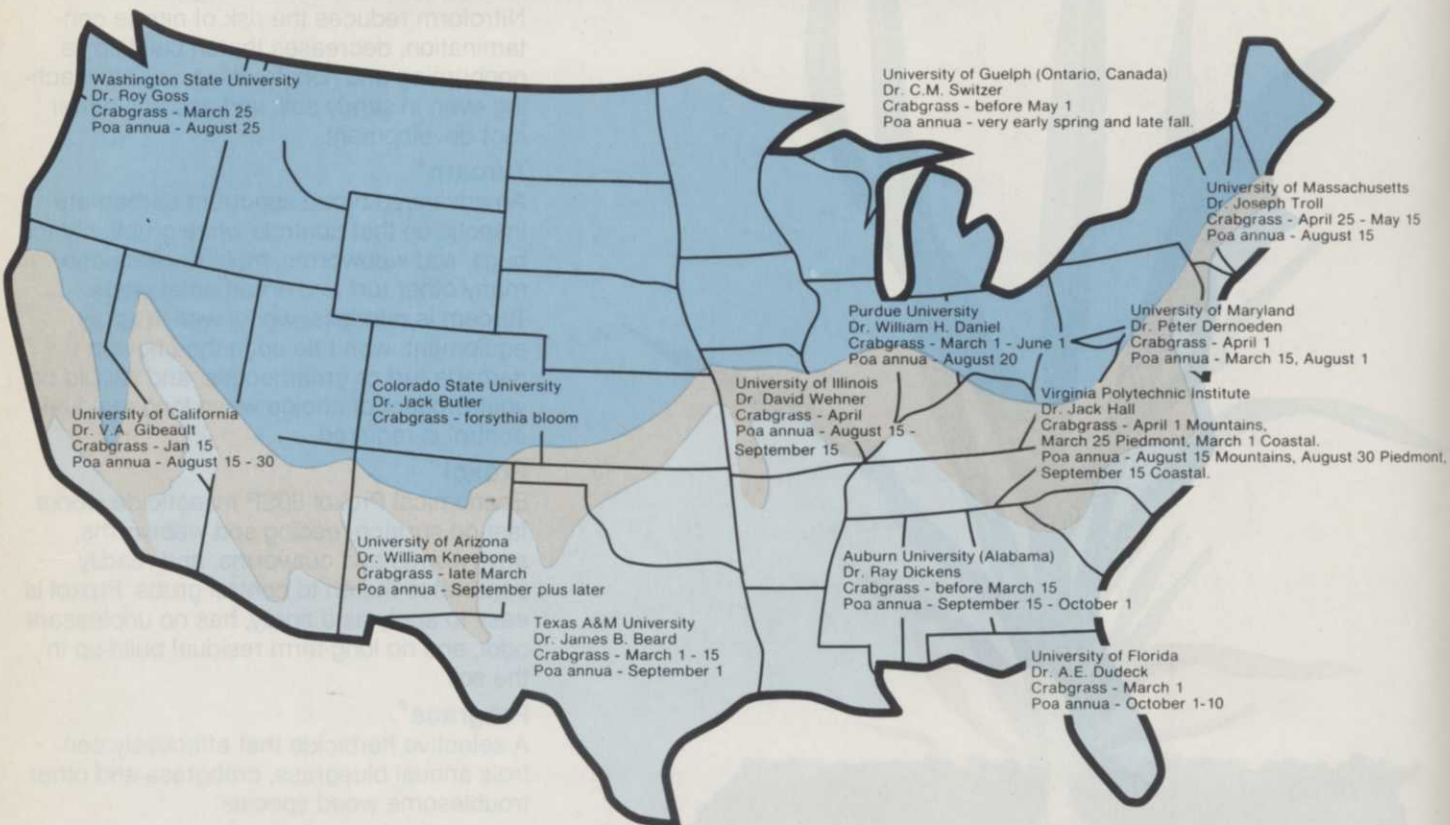 Washington State University
Dr. Roy Goss
Crabgrass - March 25
Poa annua - August 25
University of Guelph (Ontario, Canada)
Dr. C.M. Switzer
Crabgrass - before May 1
Poa annua - very early spring and late fall.
University of Massachusetts
Dr. Joseph Troll
Crabgrass - April 25 - May 15
Poa annua - August 15
Purdue University
Dr. William H. Daniel
Crabgrass - March 1 - June 1
Poa annua - August 20
University of Maryland
Dr. Peter Dernoeden
Crabgrass - April 1
Poa annua - March 15, August 1
University of California
Dr. V.A. Gibeault
Crabgrass - Jan 15
Poa annua - August 15 - 30
Colorado State University
Dr. Jack Butler
Crabgrass - forsythia bloom
University of Illinois
Dr. David Wehner
Crabgrass - April
Poa annua - August 15 -
September 15
Virginia Polytechnic Institute
Dr. Jack Hall
Crabgrass - April 1 Mountains,
March 25 Piedmont, March 1 Coastal.
Poa annua - August 15 Mountains, August 30 Piedmont,
September 15 Coastal.
University of Arizona
Dr. William Kneebone
Crabgrass - late March
Poa annua - September plus later
Auburn University (Alabama)
Dr. Ray Dickens
Crabgrass - before March 15
Poa annua - September 15 - October 1
Texas A&M University
Dr. James B. Beard
Crabgrass - March 1 - 15
Poa annua - September 1
University of Florida
Dr. A.E. Dudeck
Crabgrass - March 1
Poa annua - October 1-10